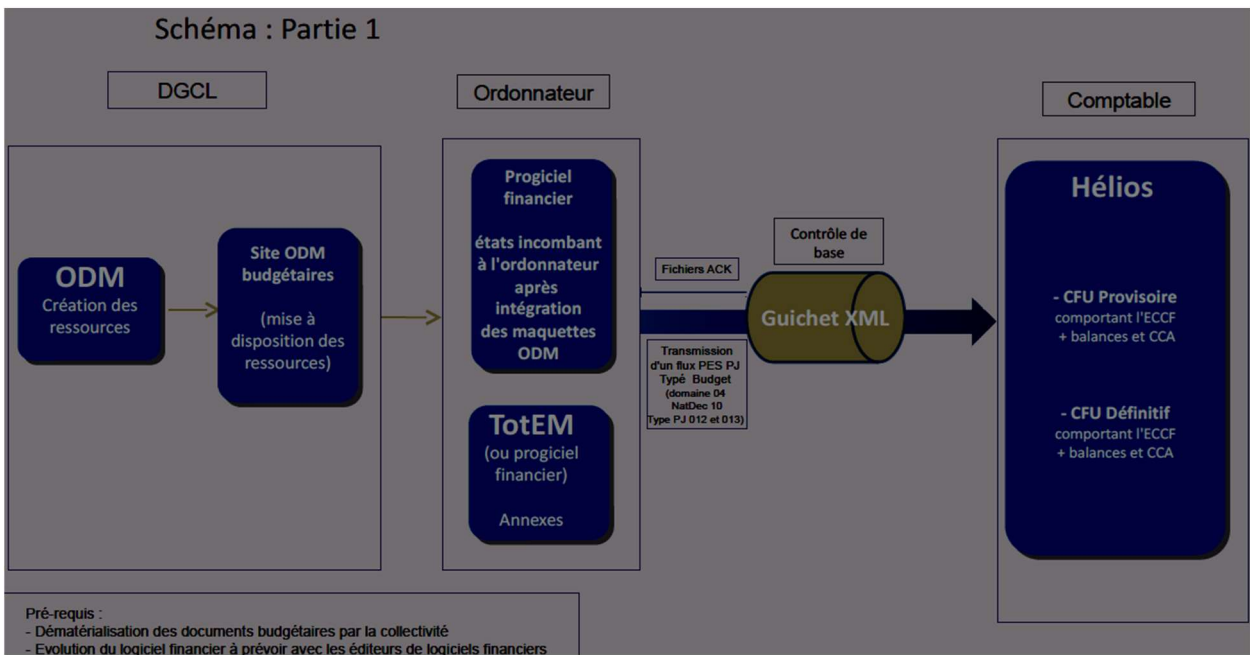 Schéma : Partie 1
DGCL
Ordonnateur
Comptable
ODM
Création des
ressources
Site ODM
budgétaires
(mise à
disposition des
ressources)
Progiciel
financier
états incombant
à l'ordonnateur
après
intégration
des maquettes
ODM
TotEM
(ou progiciel
financier)
Annexes
Fichiers ACK
Transmission
d'un flux PES PJ
Typé Budget
(domaine 04
NatDec 10
Type PJ 012 et 013)
Contrôle de
base
Guichet XML
Hélios
- CFU Provisoire
comportant l'ECCF
+ balances et CCA
- CFU Définitif
comportant l'ECCF
+ balances et CCA
Pré-requis :
- Dématérialisation des documents budgétaires par la collectivité
- Evolution du logiciel financier à prévoir avec les éditeurs de logiciels financiers